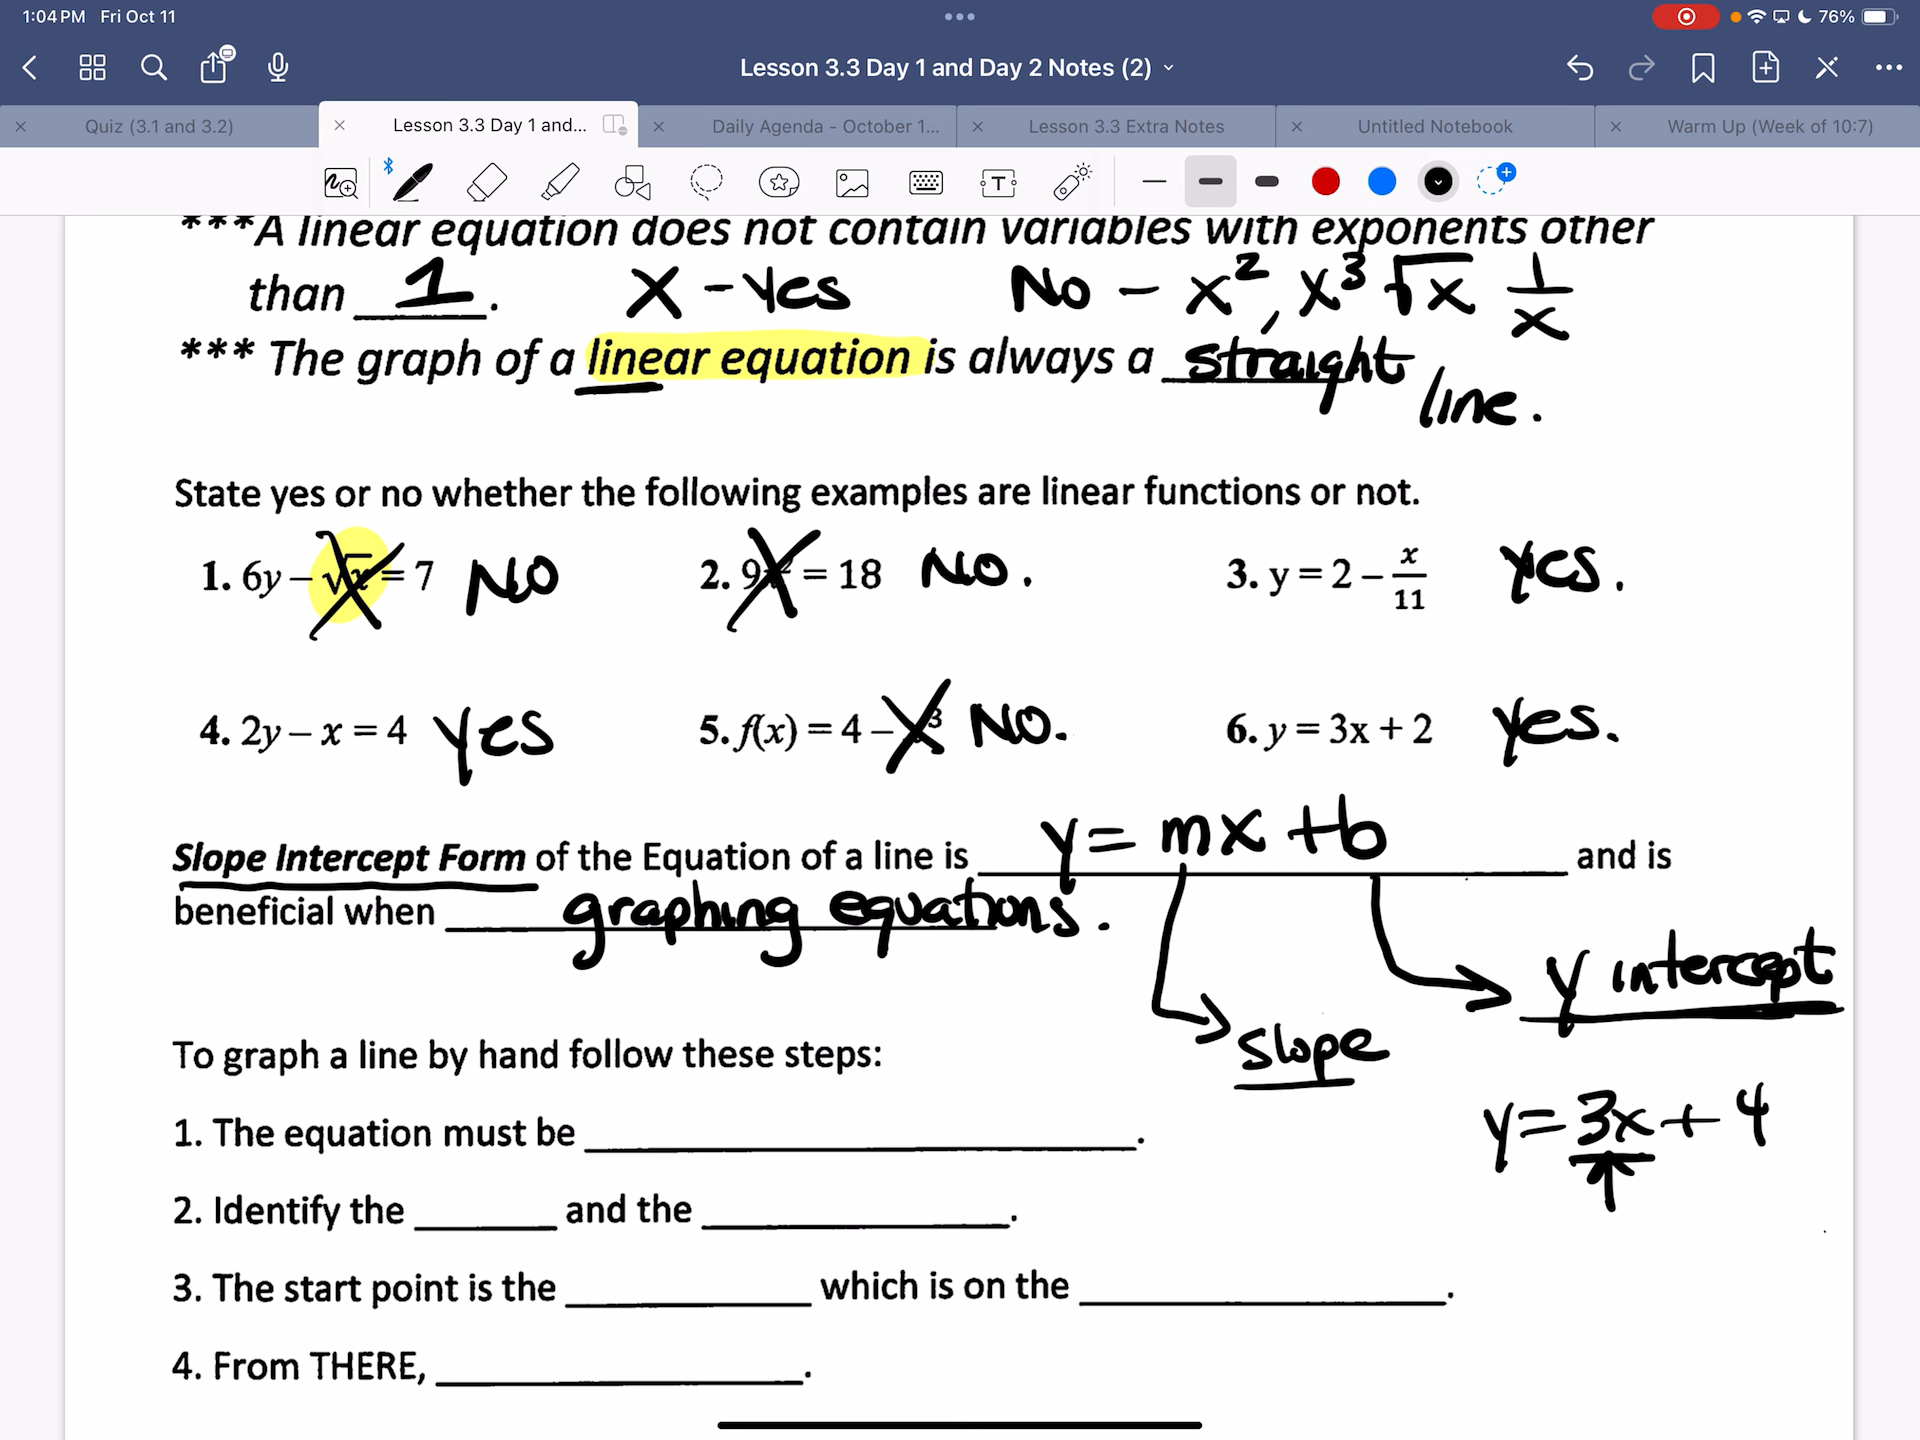 1:04 PM Fri Oct 11
76%
Lesson 3.3 Day 1 and Day 2 Notes (2)
Quiz (3.1 and 3.2)
Lesson 3.3 Day 1 and...
Daily Agenda - October 1...
Lesson 3.3 Extra Notes
Untitled Notebook
Warm Up (Week of 10:7)
***A linear equation does not contain variables with exponents other
than 1. x - Yes No - x², x³ √x 1/x
*** The graph of a linear equation is always a straight
line.
State yes or no whether the following examples are linear functions or not.
1. 6y – √x = 7 NO
2. 9 = 18 No.
3. y = 2 – x/11 Yes.
4. 2y – x = 4 Yes
5. f(x) = 4 – ³ NO.
6. y = 3x + 2 Yes.
Slope Intercept Form of the Equation of a line is y = mx + b and is
beneficial when graphing equations.
y intercept
slope
To graph a line by hand follow these steps:
y = 3x + 4
1. The equation must be ____.
2. Identify the ____ and the ____.
3. The start point is the ____ which is on the ____.
4. From THERE, ____.